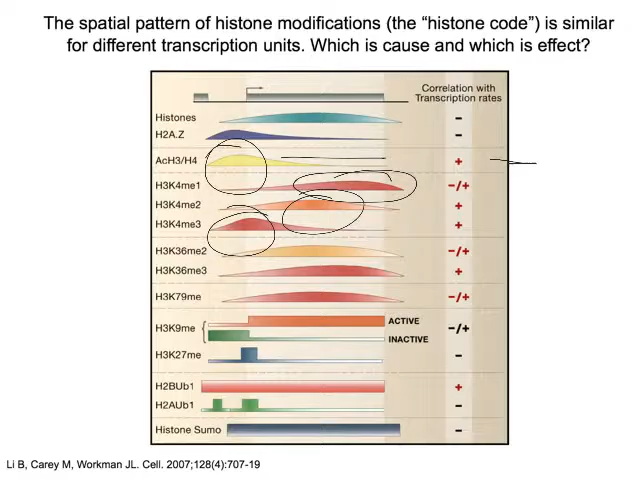 The spatial pattern of histone modifications (the “histone code”) is similar
for different transcription units. Which is cause and which is effect?
Correlation with
Transcription rates
Histones -
H2A.Z -
AcH3/H4 +
H3K4me1 -/+
H3K4me2 +
H3K4me3 +
H3K36me2 -/+
H3K36me3 +
H3K79me -/+
ACTIVE
H3K9me { -/+
INACTIVE
H3K27me -
H2BUb1 +
H2AUb1 -
Histone Sumo -
Li B, Carey M, Workman JL. Cell. 2007;128(4):707-19